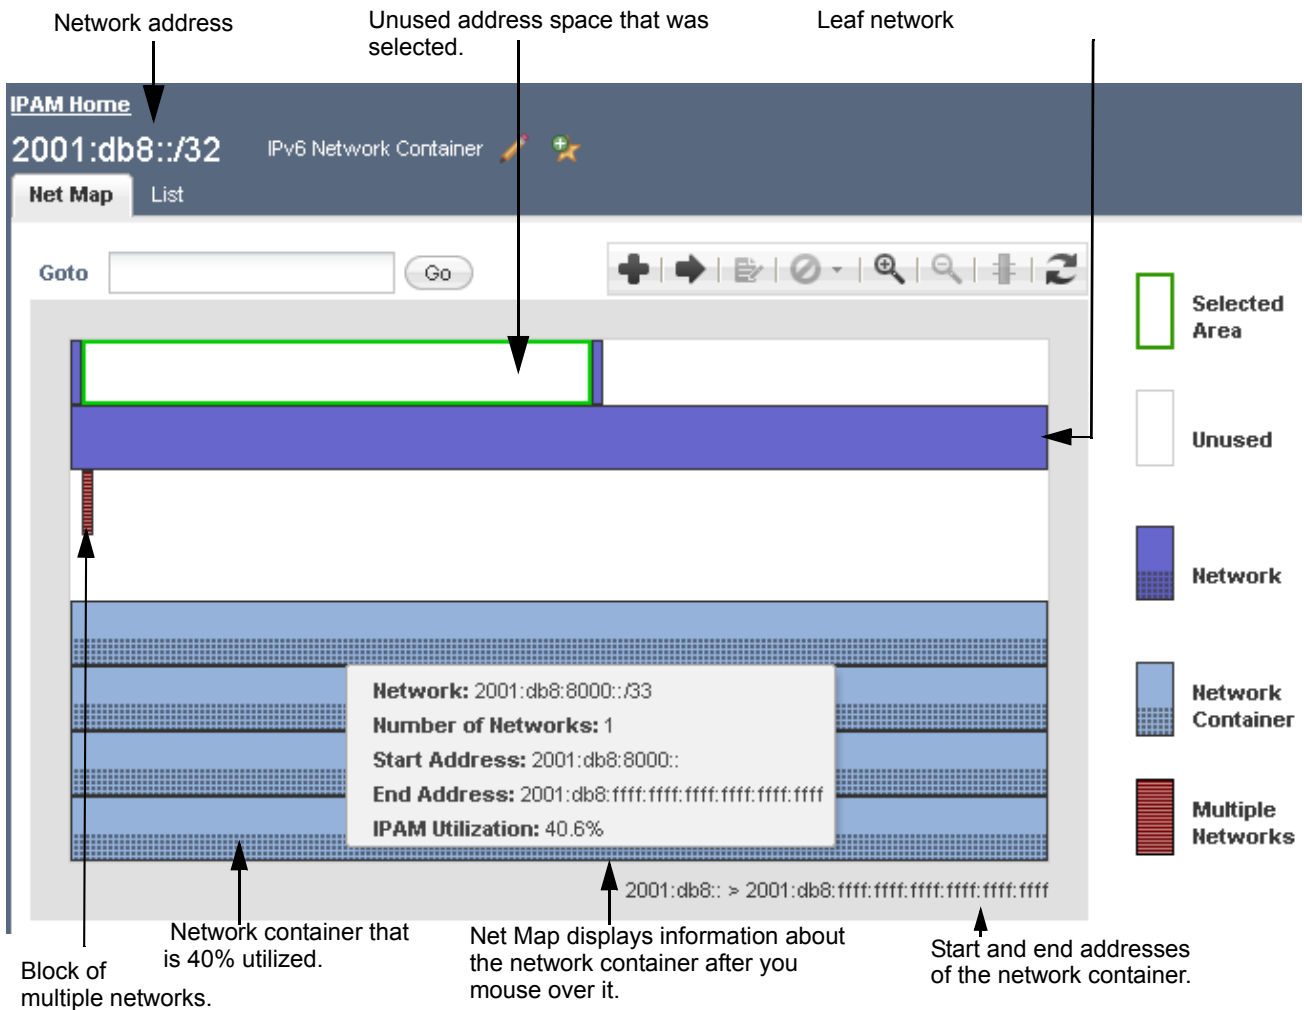 Network address
Unused address space that was
selected.
Leaf network
IPAM Home
2001:db8::/32
IPv6 Network Container
Net Map
List
Goto
Go
Selected
Area
Unused
Network
Network
Container
Multiple
Networks
Network: 2001:db8:8000::/33
Number of Networks: 1
Start Address: 2001:db8:8000::
End Address: 2001:db8:ffff:ffff:ffff:ffff:ffff:ffff
IPAM Utilization: 40.6%
2001:db8:: > 2001:db8:ffff:ffff:ffff:ffff:ffff:ffff
Block of
multiple networks.
Network container that
is 40% utilized.
Net Map displays information about
the network container after you
mouse over it.
Start and end addresses
of the network container.